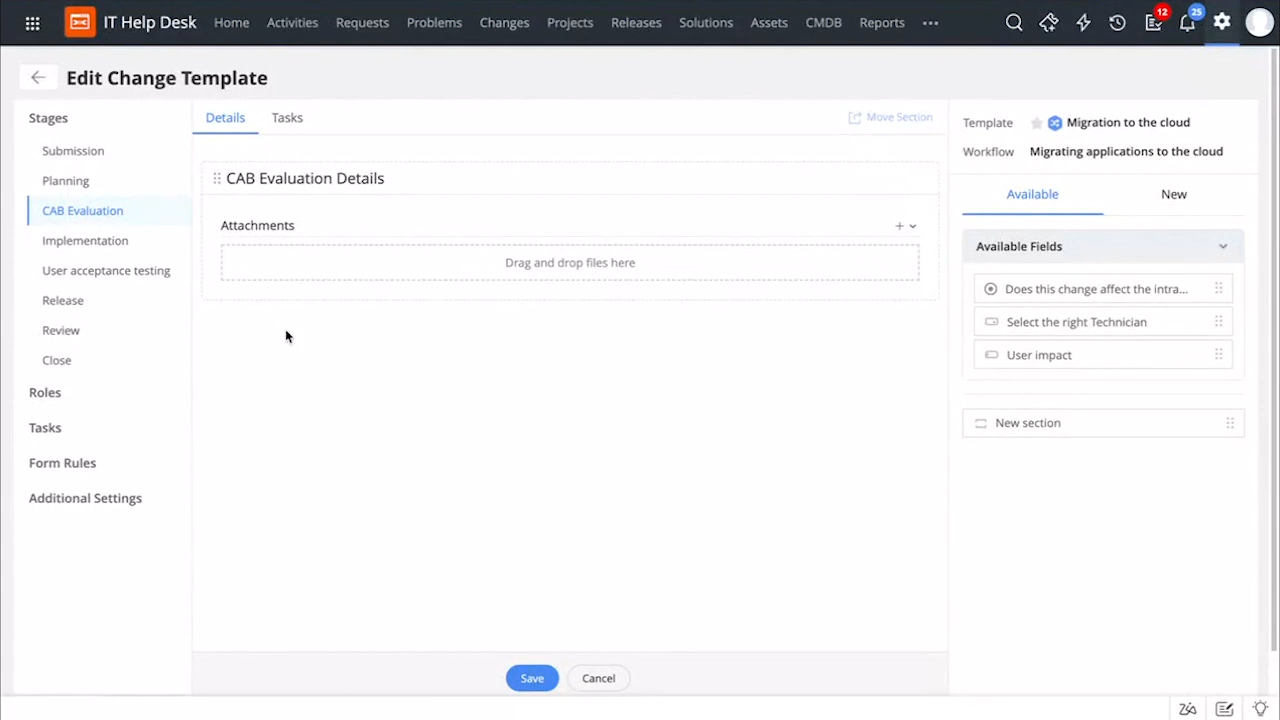 IT Help Desk Home Activities Requests Problems Changes Projects Releases Solutions Assets CMDB Reports 12 25
Edit Change Template
Stages
Submission
Planning
CAB Evaluation
Implementation
User acceptance testing
Release
Review
Close
Roles
Tasks
Form Rules
Additional Settings
Details Tasks Move Section
CAB Evaluation Details
Attachments
Drag and drop files here
Save Cancel
Template Migration to the cloud
Workflow Migrating applications to the cloud
Available New
Available Fields
Does this change affect the intra...
Select the right Technician
User impact
New section